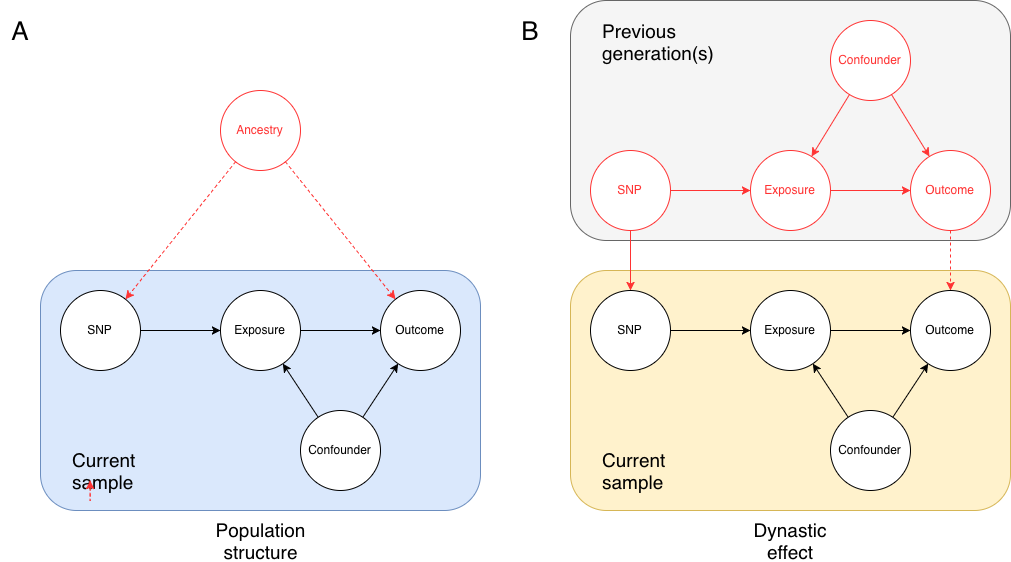 A
Ancestry
SNP
Exposure
Outcome
Confounder
Current
sample
Population
structure
B
Previous
generation(s)
Confounder
SNP
Exposure
Outcome
SNP
Exposure
Outcome
Confounder
Current
sample
Dynastic
effect